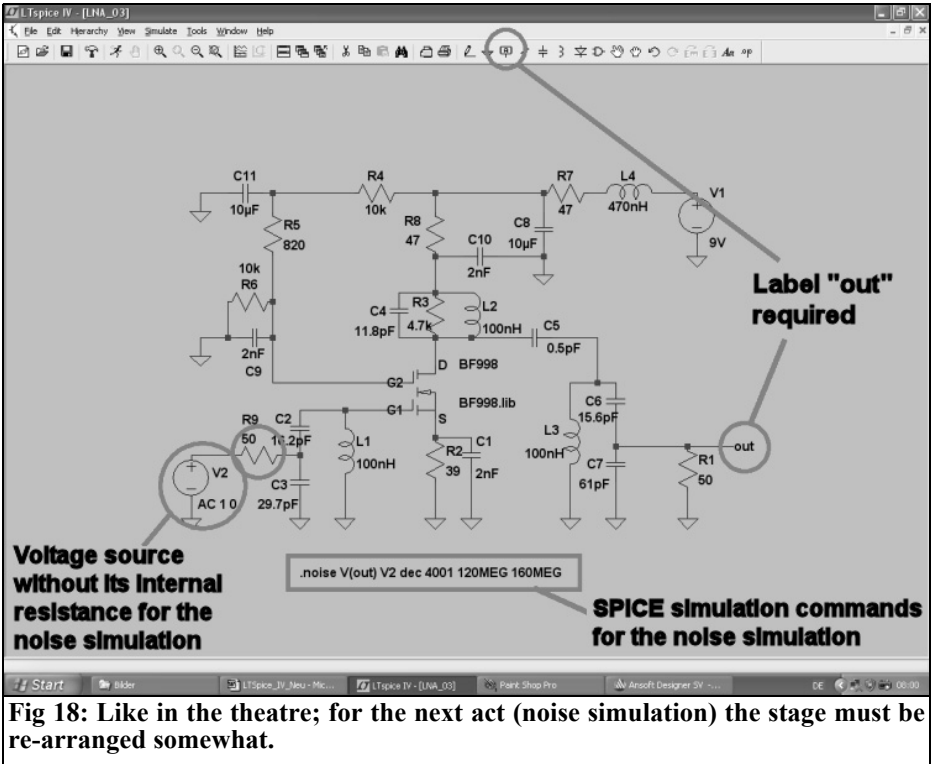 LTspice IV - [LNA_03]
File Edit Hierarchy View Simulate Tools Window Help
C11
10µF
R4
10k
R7
47
L4
470nH
V1
9V
R5
820
R8
47
C8
10µF
C10
2nF
10k
R6
2nF
C9
C4
11.8pF
R3
4.7k
L2
100nH
C5
0.5pF
D
BF998
G2
G1
BF998.lib
S
C6
15.6pF
R9
50
C2
L1
100nH
R2
39
C1
2nF
L3
100nH
C7
61pF
out
R1
50
V2
AC 1 0
C3
29.7pF
Label "out"
required
Voltage source
without its internal
resistance for the
noise simulation
.noise V(out) V2 dec 4001 120MEG 160MEG
SPICE simulation commands
for the noise simulation
Start Bilder LTSpice_IV_Neu - Mic... LTspice IV - [LNA_03] Paint Shop Pro Ansoft Designer SV -... DE 08:00
Fig 18: Like in the theatre; for the next act (noise simulation) the stage must be
re-arranged somewhat.